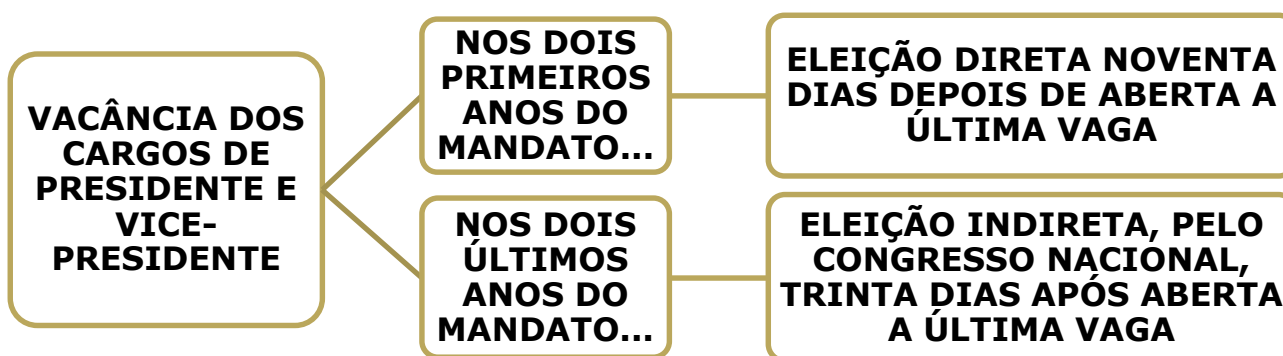 VACÂNCIA DOS
CARGOS DE
PRESIDENTE E
VICE-
PRESIDENTE
NOS DOIS
PRIMEIROS
ANOS DO
MANDATO...
ELEIÇÃO DIRETA NOVENTA
DIAS DEPOIS DE ABERTA A
ÚLTIMA VAGA
NOS DOIS
ÚLTIMOS
ANOS DO
MANDATO...
ELEIÇÃO INDIRETA, PELO
CONGRESSO NACIONAL,
TRINTA DIAS APÓS ABERTA
A ÚLTIMA VAGA